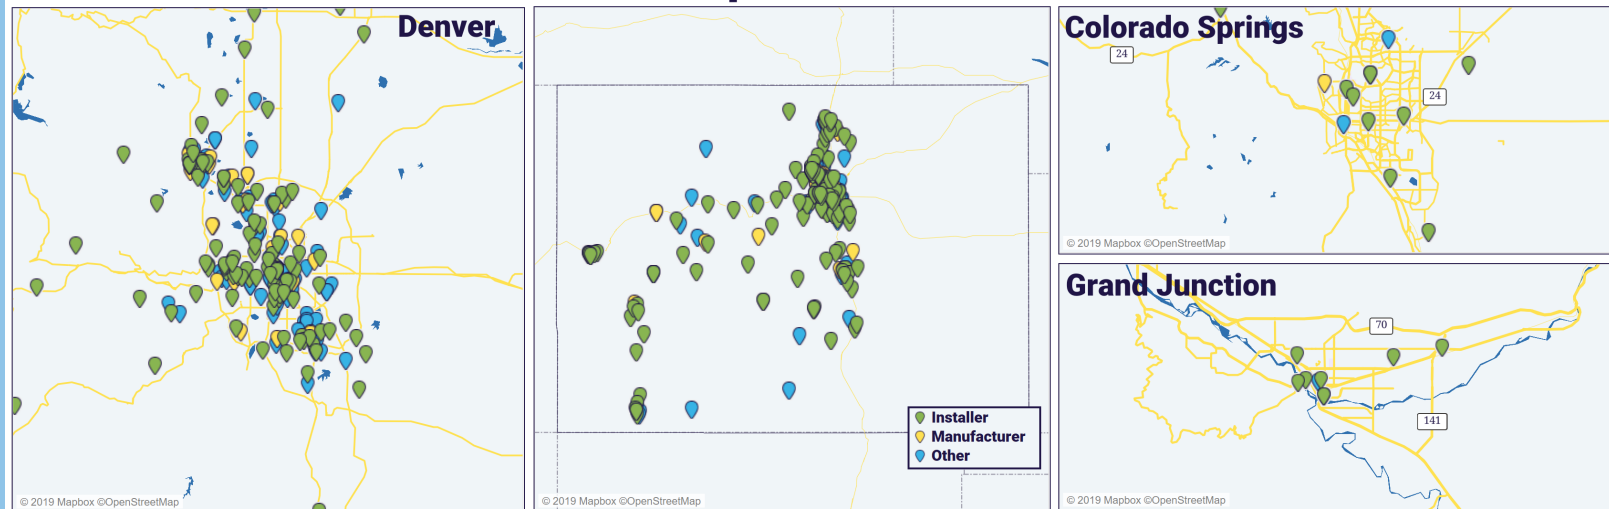 Denver
© 2019 Mapbox ©OpenStreetMap
Installer
Manufacturer
Other
© 2019 Mapbox ©OpenStreetMap
Colorado Springs
24
24
© 2019 Mapbox ©OpenStreetMap
Grand Junction
70
141
© 2019 Mapbox ©OpenStreetMap